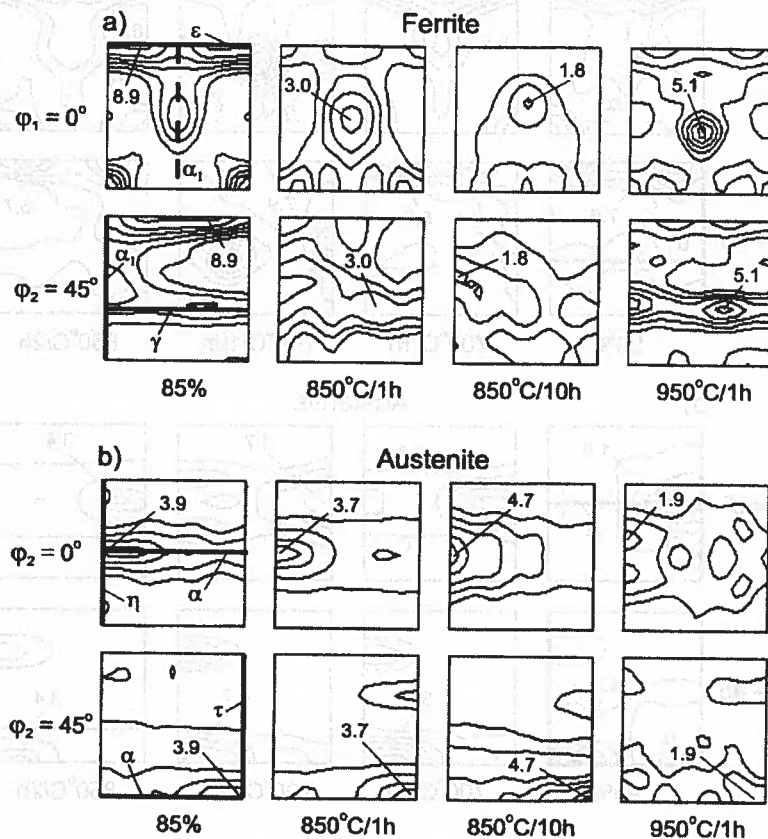 a) Ferrite
ε
8.9
α₁
φ₁ = 0°
3.0
1.8
5.1
φ₂ = 45°
α₁
8.9
γ
3.0
1.8
5.1
85% 850°C/1h 850°C/10h 950°C/1h
b) Austenite
φ₂ = 0°
3.9
η
α
3.7
4.7
1.9
φ₂ = 45°
τ
α
3.9
3.7
4.7
1.9
85% 850°C/1h 850°C/10h 950°C/1h